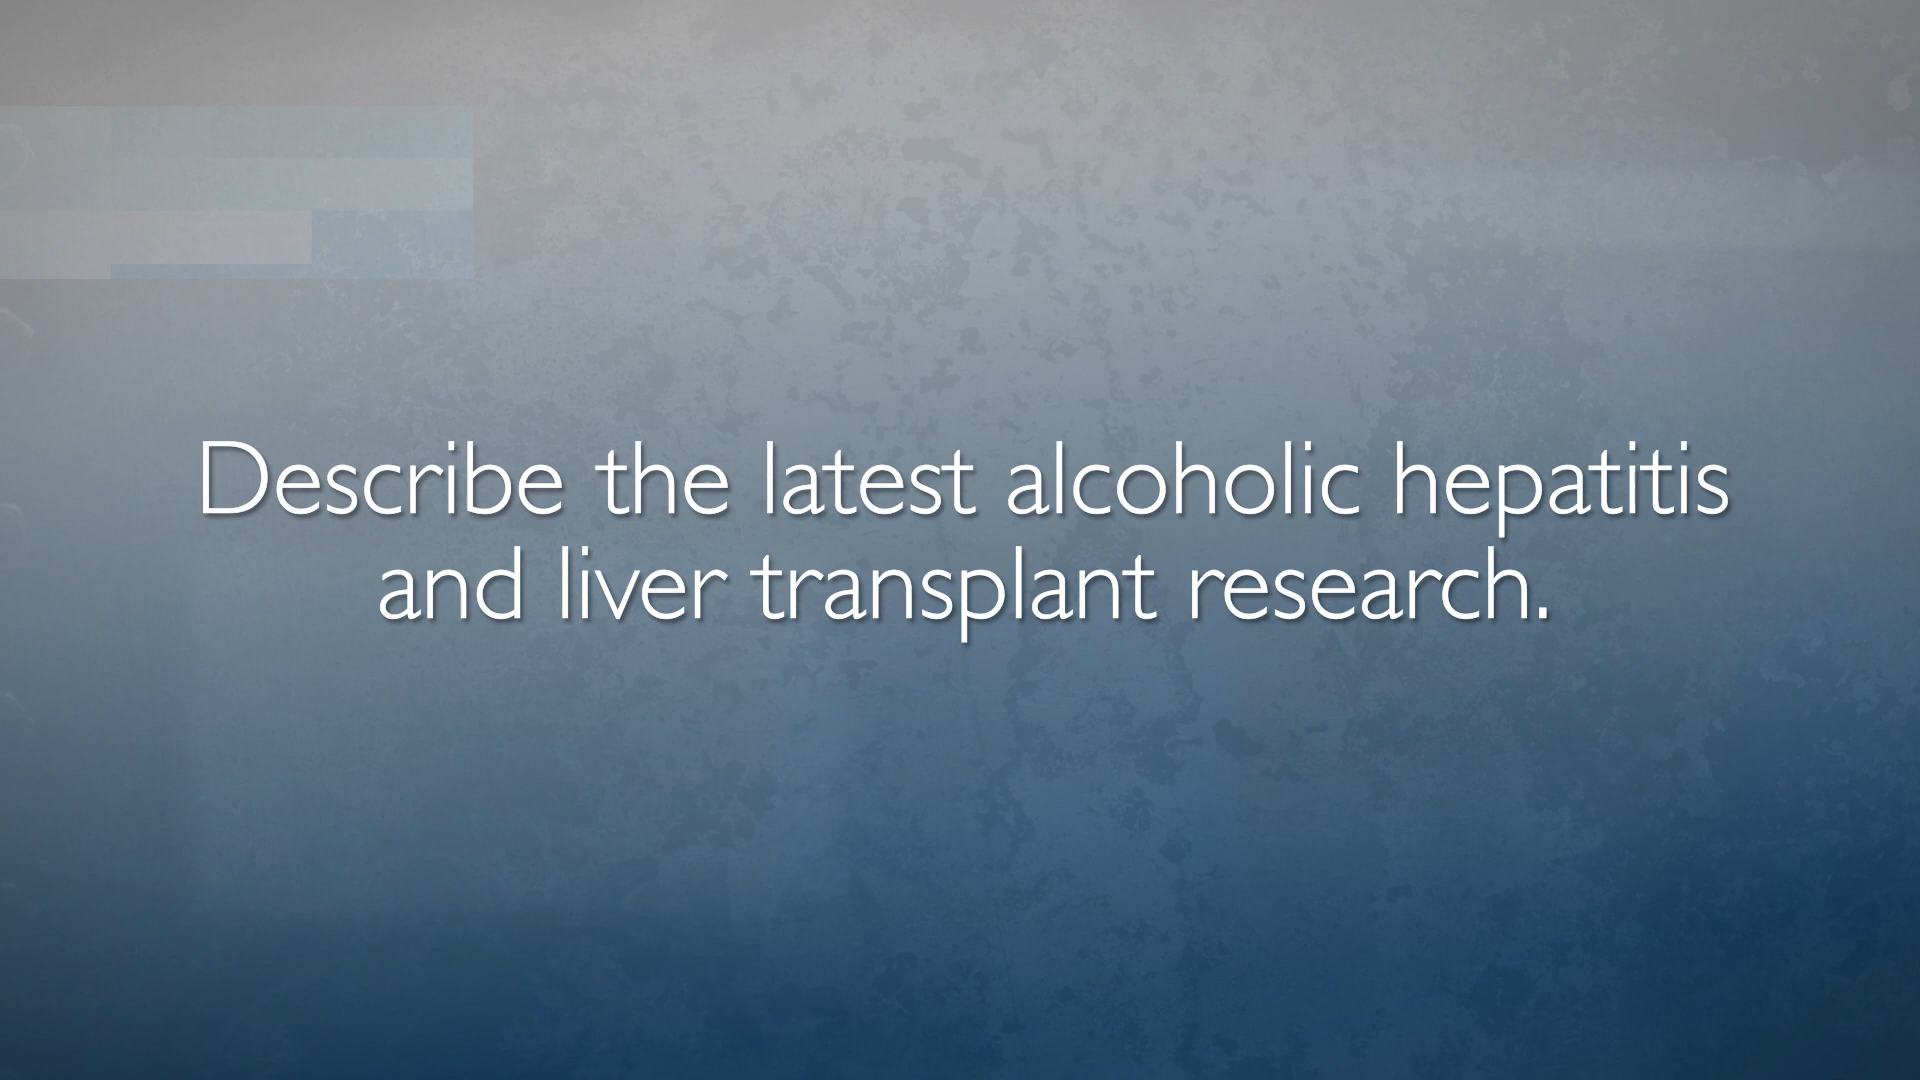 Describe the latest alcoholic hepatitis
and liver transplant research.